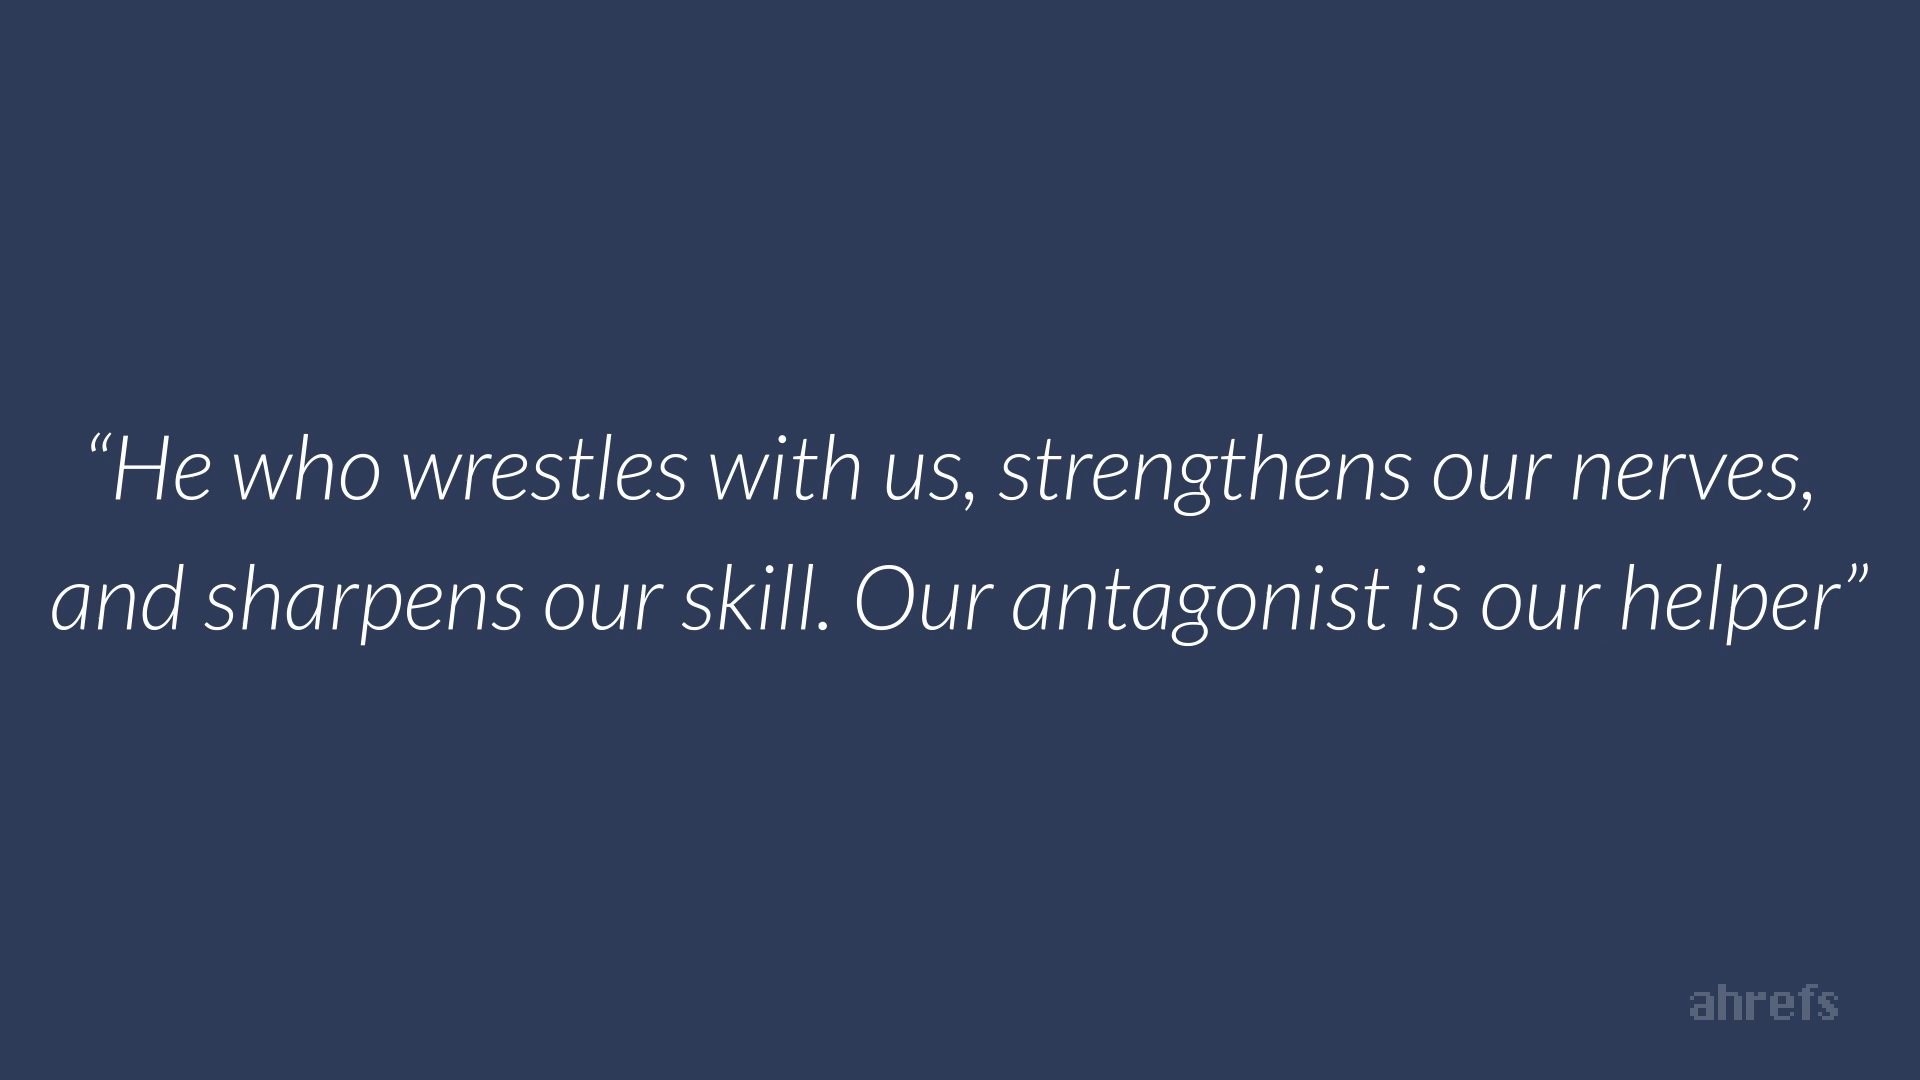 “He who wrestles with us, strengthens our nerves,
and sharpens our skill. Our antagonist is our helper”
ahrefs